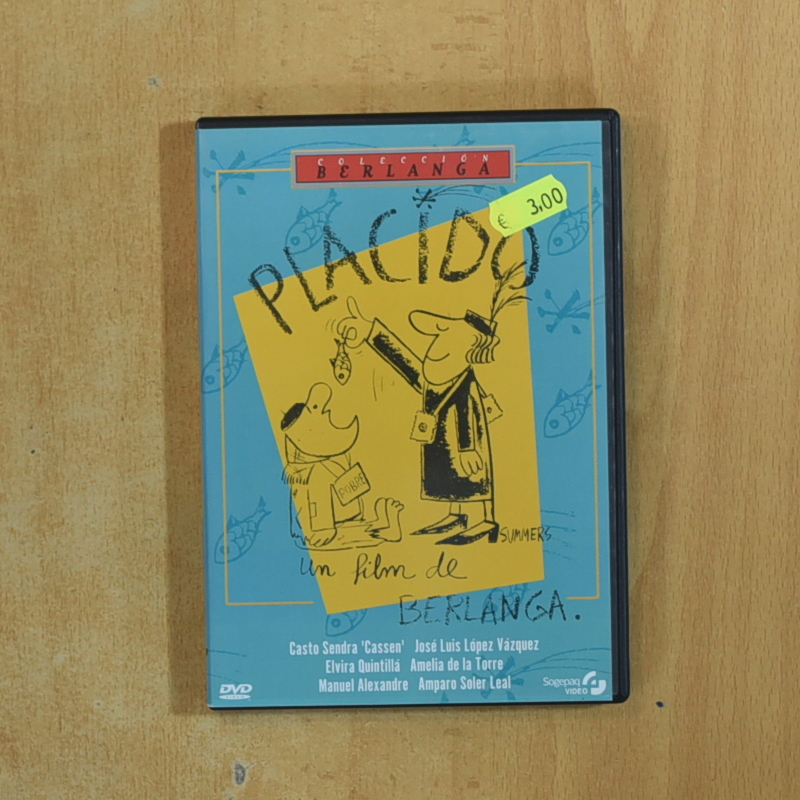 COLECCIÓN
BERLANGA
€ 3,00
PLACIDO
POBRE
SUMMERS
un film de
BERLANGA.
Casto Sendra 'Cassen' José Luis López Vázquez
Elvira Quintillá Amelia de la Torre
Manuel Alexandre Amparo Soler Leal
DVD
VIDEO
Sogepaq
VIDEO